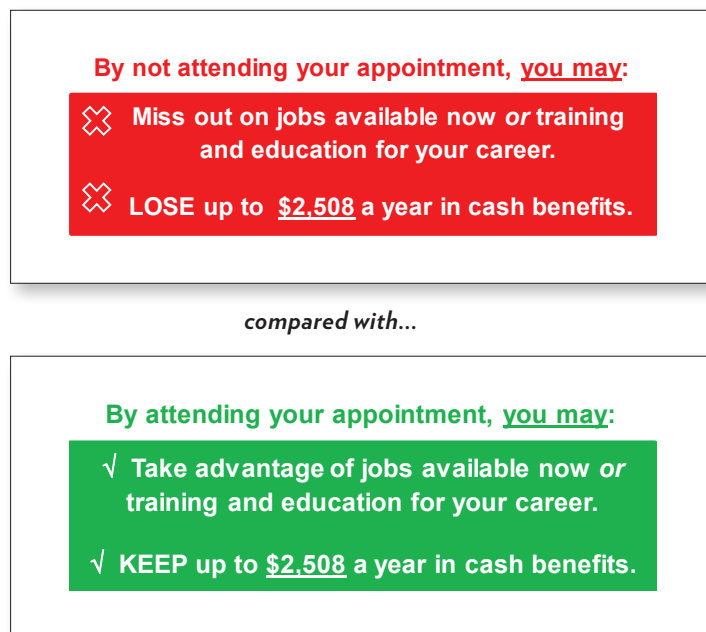 By not attending your appointment, you may:
Miss out on jobs available now or training
and education for your career.
LOSE up to $2,508 a year in cash benefits.
compared with...
By attending your appointment, you may:
√ Take advantage of jobs available now or
training and education for your career.
√ KEEP up to $2,508 a year in cash benefits.